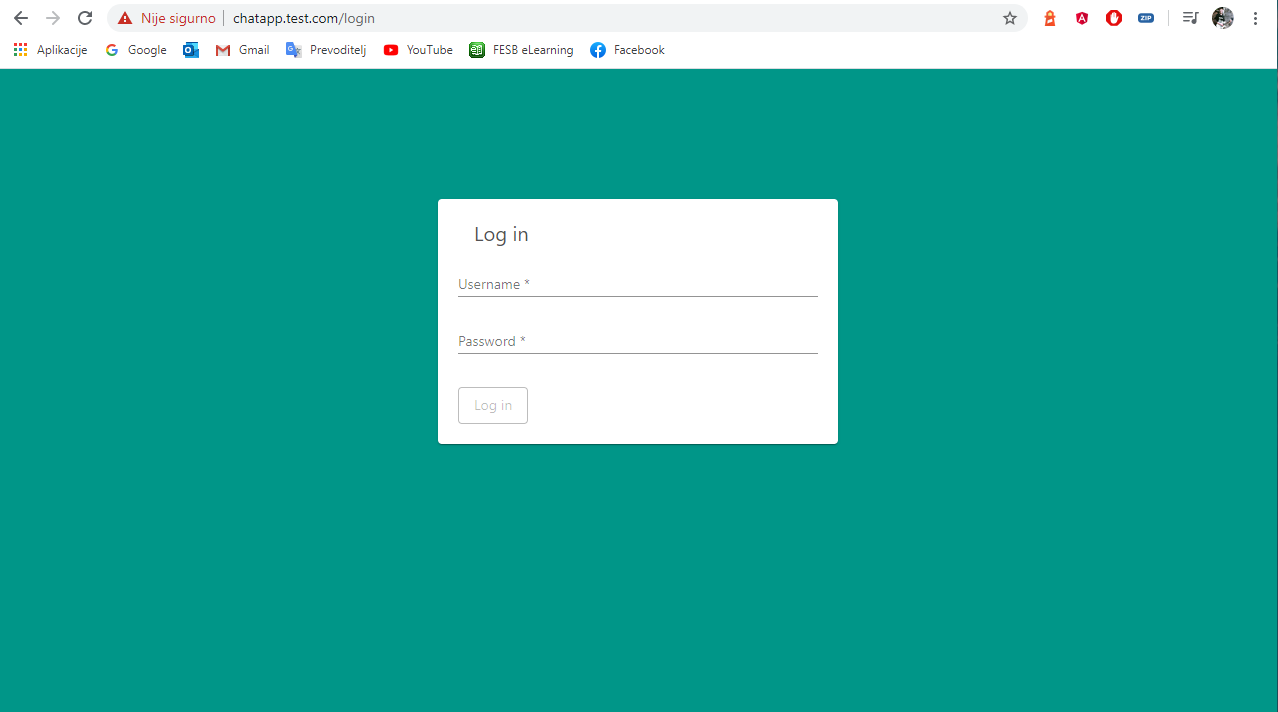 Nije sigurno chatapp.test.com/login ZIP
Aplikacije Google Gmail Prevoditelj YouTube FESB eLearning Facebook
Log in
Username *
Password *
Log in